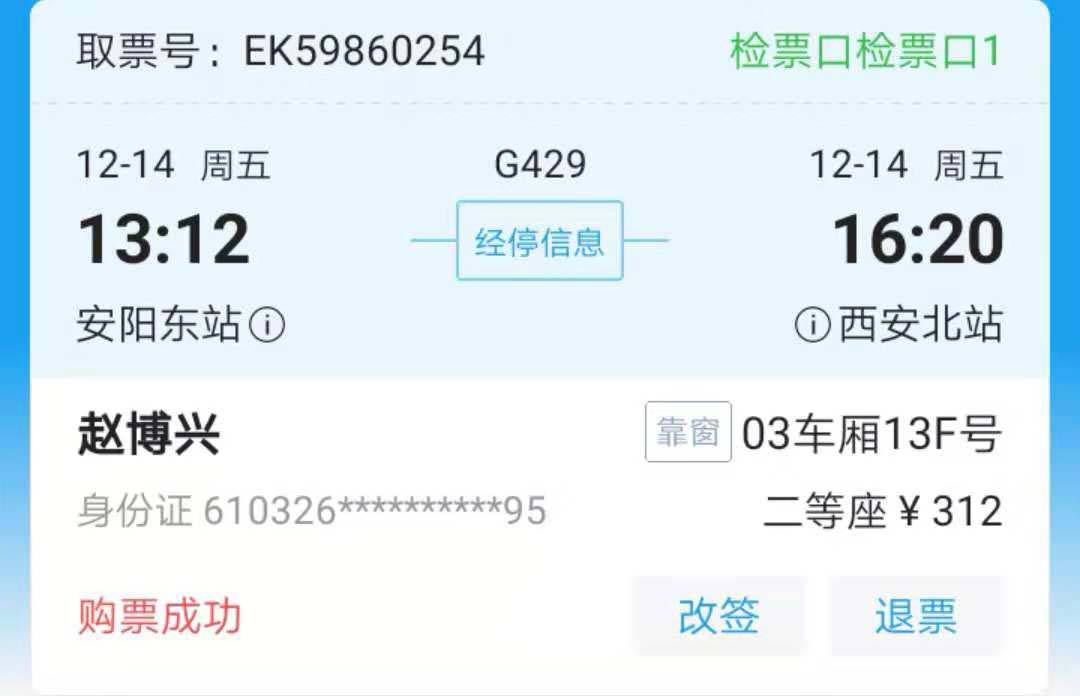 取票号：EK59860254 检票口检票口1
12-14 周五 G429 12-14 周五
13:12 经停信息 16:20
安阳东站 西安北站
赵博兴 靠窗 03车厢13F号
身份证 610326**********95 二等座 ¥ 312
购票成功 改签 退票